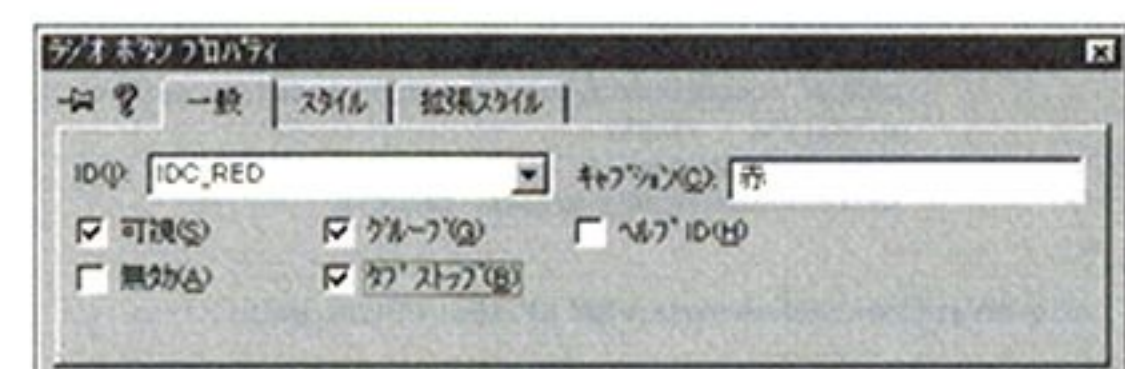 ﾗｼﾞｵ ﾎﾞﾀﾝ ﾌﾟﾛﾊﾟﾃｨ
一般 ｽﾀｲﾙ 拡張ｽﾀｲﾙ
ID(I): IDC_RED ｷｬﾌﾟｼｮﾝ(C): 赤
可視(S) ｸﾞﾙｰﾌﾟ(G) ﾍﾙﾌﾟ ID(H)
無効(A) ﾀﾌﾞ ｽﾄｯﾌﾟ(B)